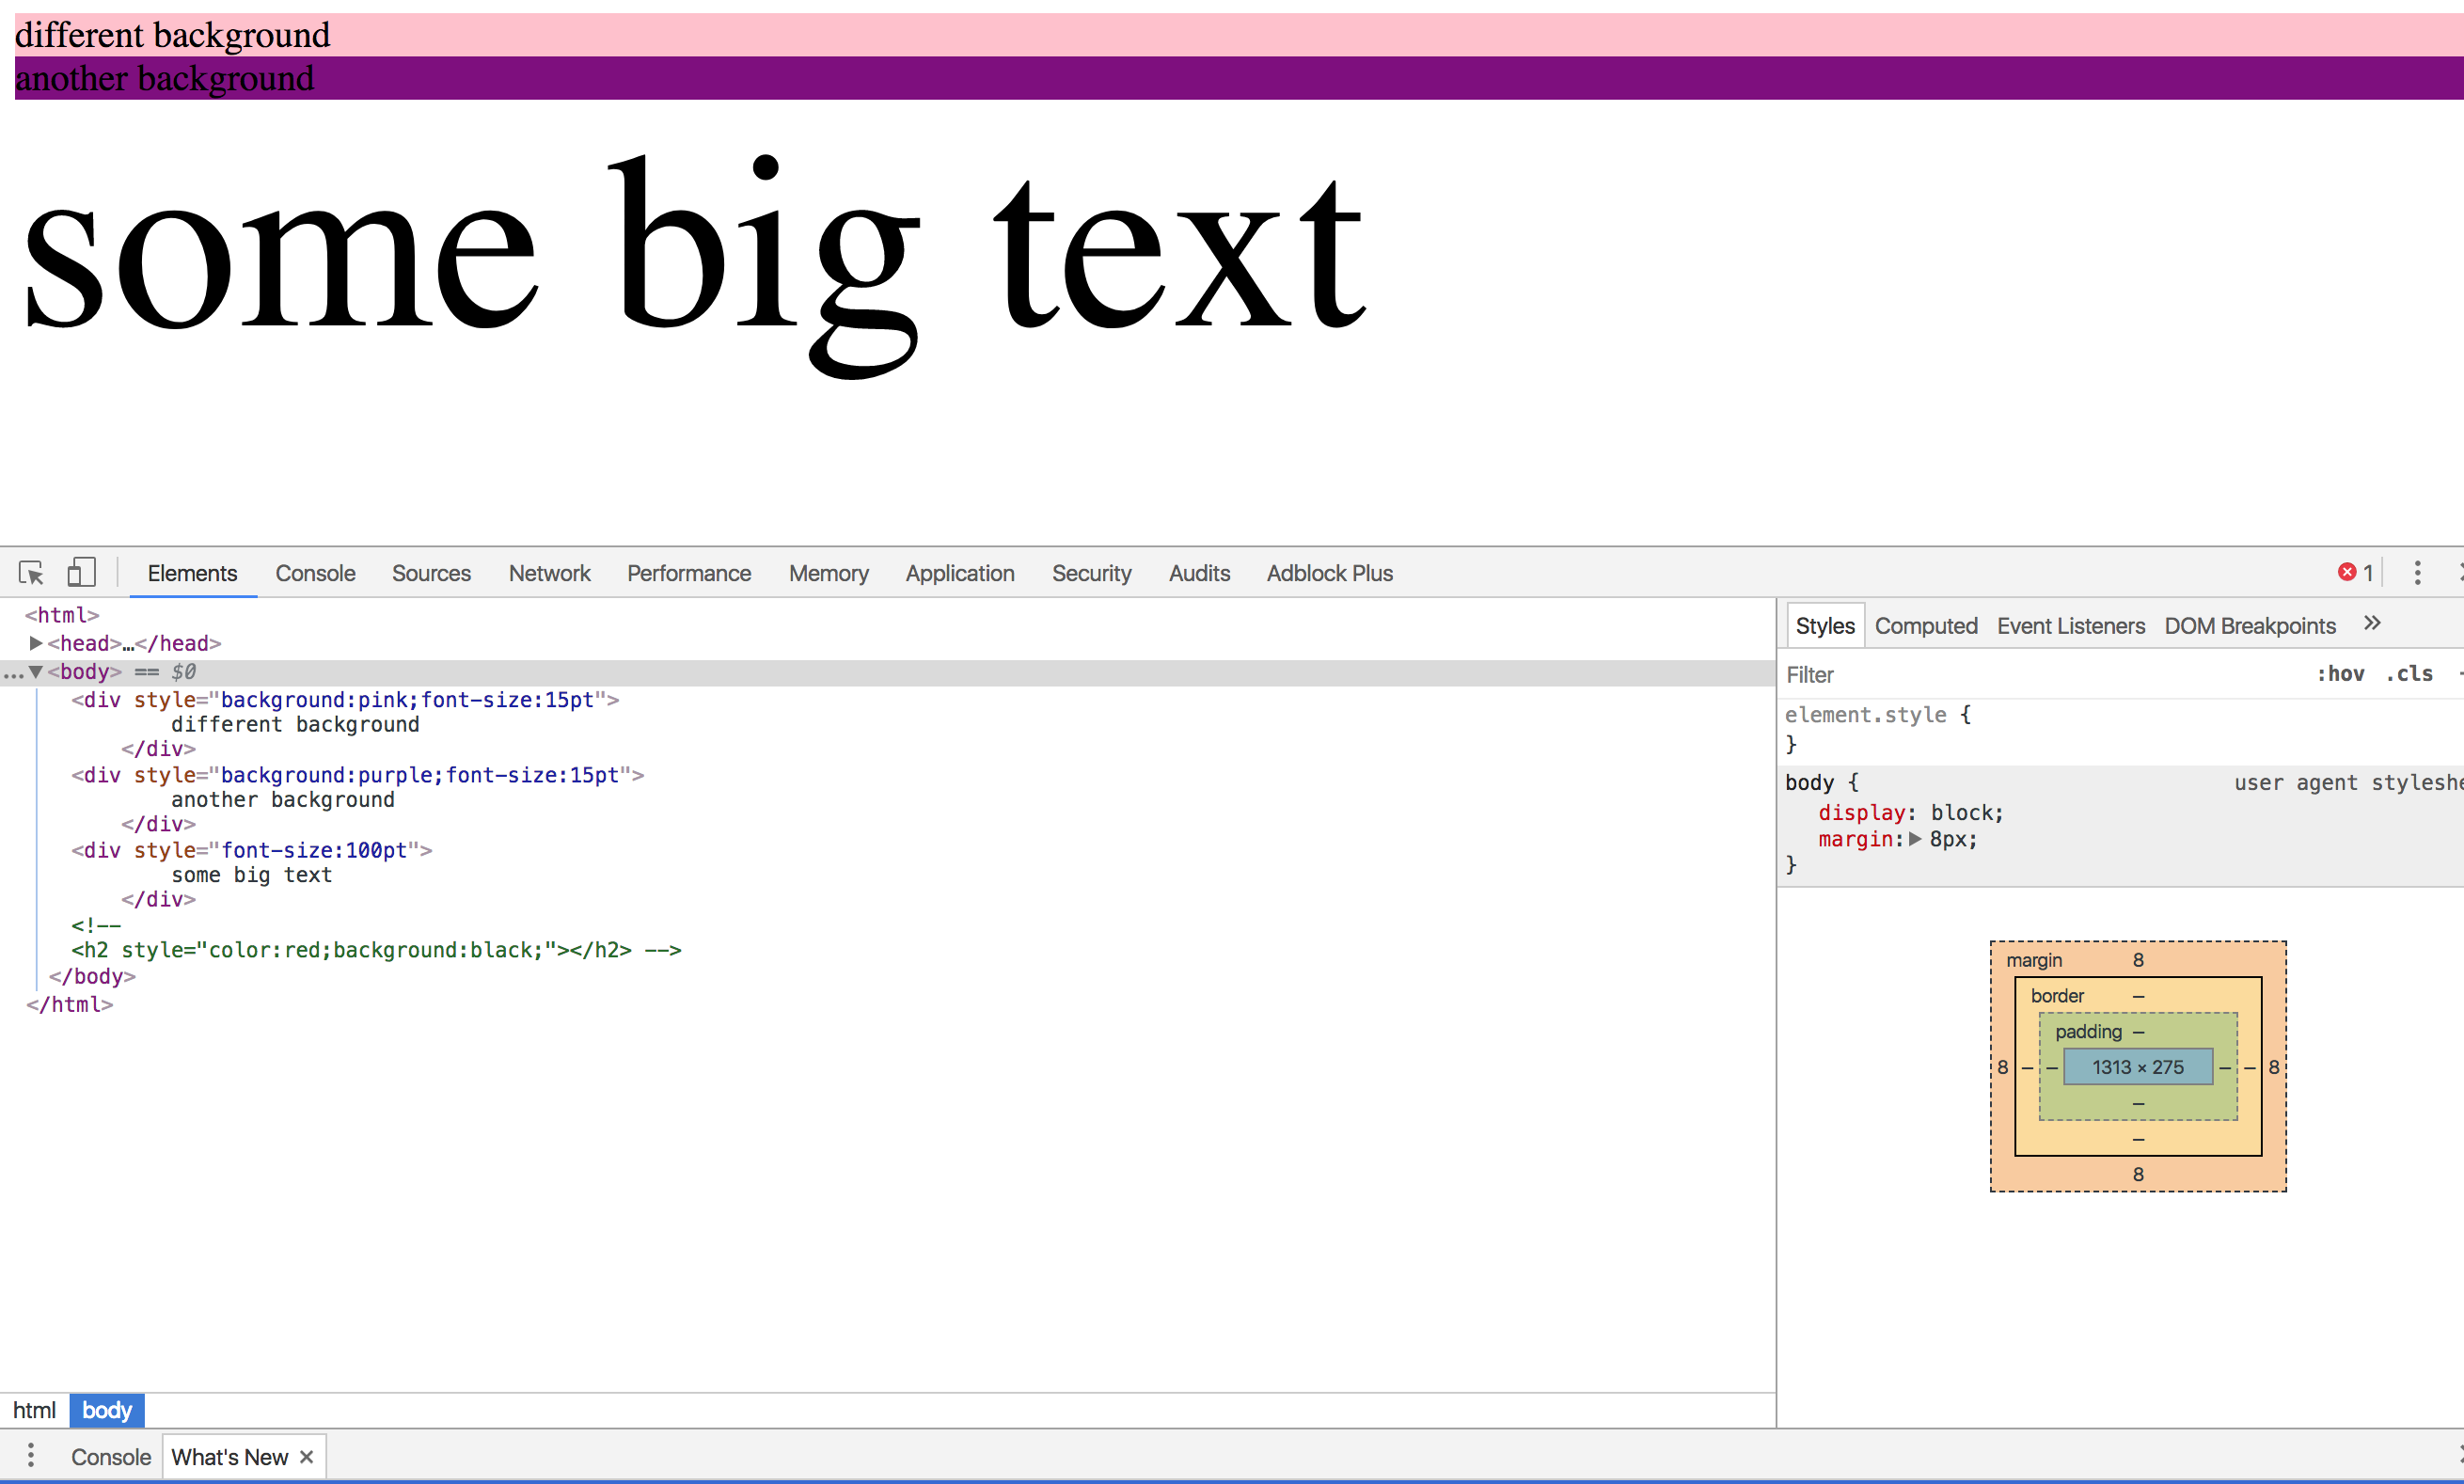 different background
another background
some big text
Elements Console Sources Network Performance Memory Application Security Audits Adblock Plus 1
<html>
<head>…</head>
… <body> == $0
<div style="background:pink;font-size:15pt">
different background
</div>
<div style="background:purple;font-size:15pt">
another background
</div>
<div style="font-size:100pt">
some big text
</div>
<!--
<h2 style="color:red;background:black;"></h2> -->
</body>
</html>
html body
Styles Computed Event Listeners DOM Breakpoints »
Filter :hov .cls
element.style {
}
body { user agent styleshe
display: block;
margin: 8px;
}
margin 8
border –
padding –
8 – – 1313 × 275 – – 8
–
–
8
Console What's New ×